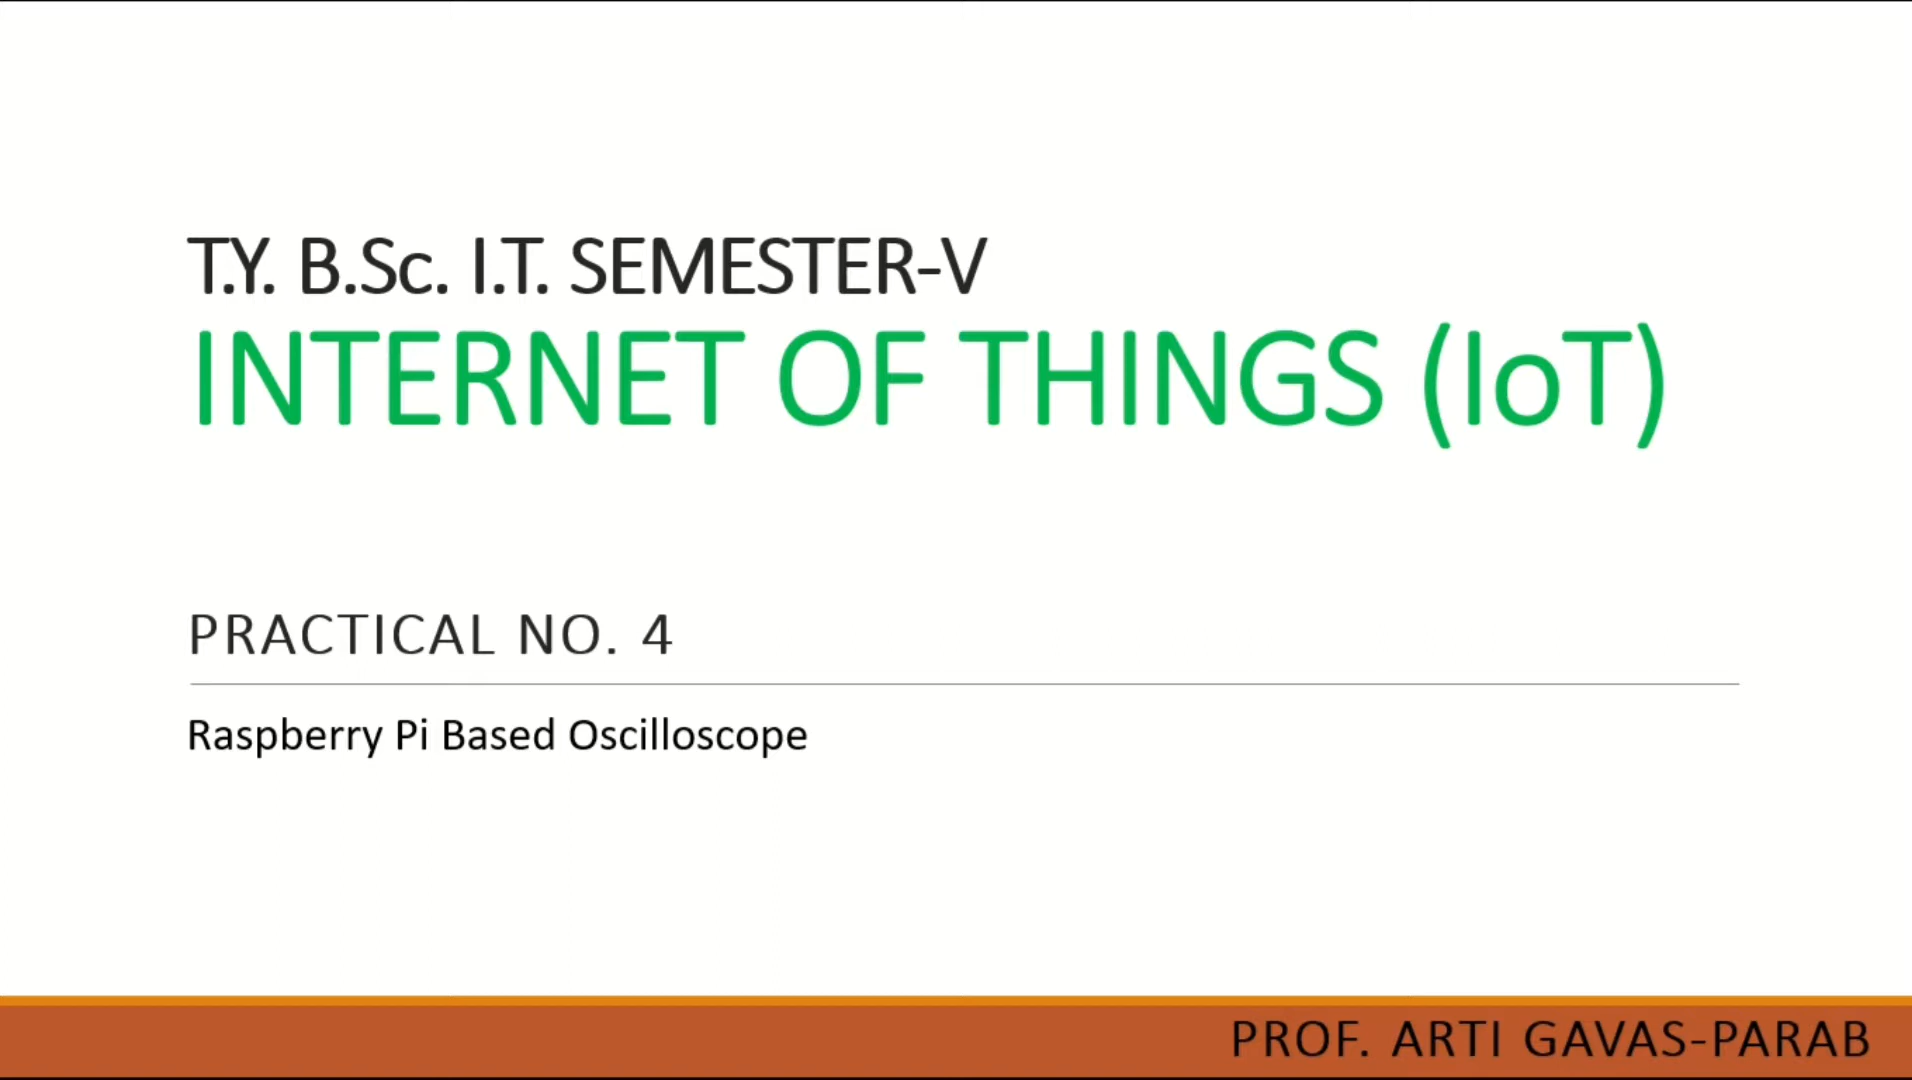 T.Y. B.Sc. I.T. SEMESTER-V
INTERNET OF THINGS (IoT)
PRACTICAL NO. 4
Raspberry Pi Based Oscilloscope
PROF. ARTI GAVAS-PARAB